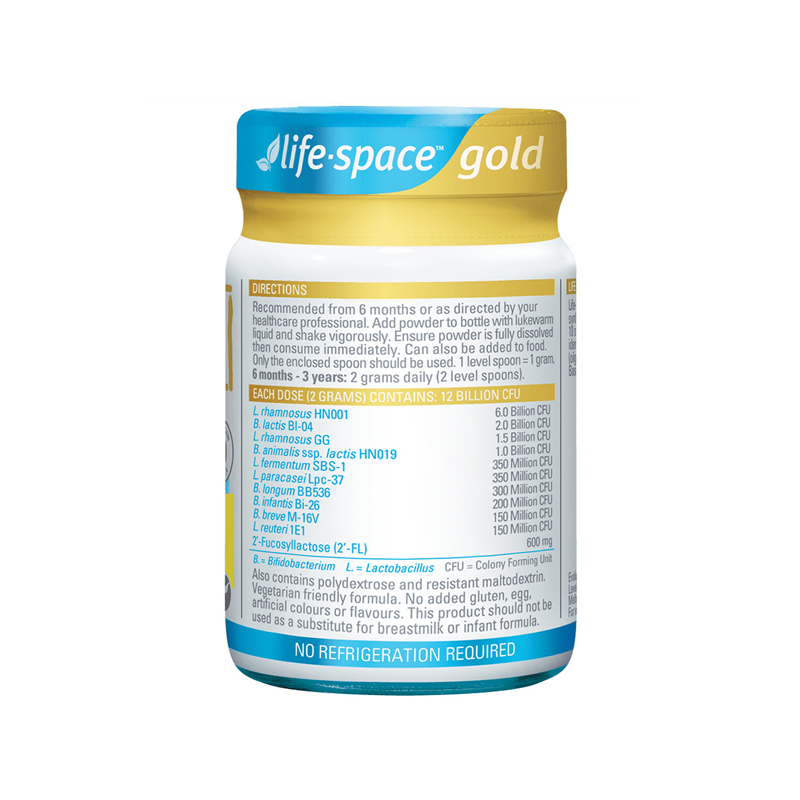 life·space™ gold
DIRECTIONS
Recommended from 6 months or as directed by your
healthcare professional. Add powder to bottle with lukewarm
liquid and shake vigorously. Ensure powder is fully dissolved
then consume immediately. Can also be added to food.
Only the enclosed spoon should be used. 1 level spoon = 1 gram.
6 months - 3 years: 2 grams daily (2 level spoons).
EACH DOSE (2 GRAMS) CONTAINS: 12 BILLION CFU
L. rhamnosus HN001 6.0 Billion CFU
B. lactis Bl-04 2.0 Billion CFU
L. rhamnosus GG 1.5 Billion CFU
B. animalis ssp. lactis HN019 1.0 Billion CFU
L. fermentum SBS-1 350 Million CFU
L. paracasei Lpc-37 350 Million CFU
B. longum BB536 300 Million CFU
B. infantis Bi-26 200 Million CFU
B. breve M-16V 150 Million CFU
L. reuteri 1E1 150 Million CFU
2'-Fucosyllactose (2'-FL) 600 mg
B. = Bifidobacterium L. = Lactobacillus CFU = Colony Forming Unit
Also contains polydextrose and resistant maltodextrin.
Vegetarian friendly formula. No added gluten, egg,
artificial colours or flavours. This product should not be
used as a substitute for breastmilk or infant formula.
NO REFRIGERATION REQUIRED